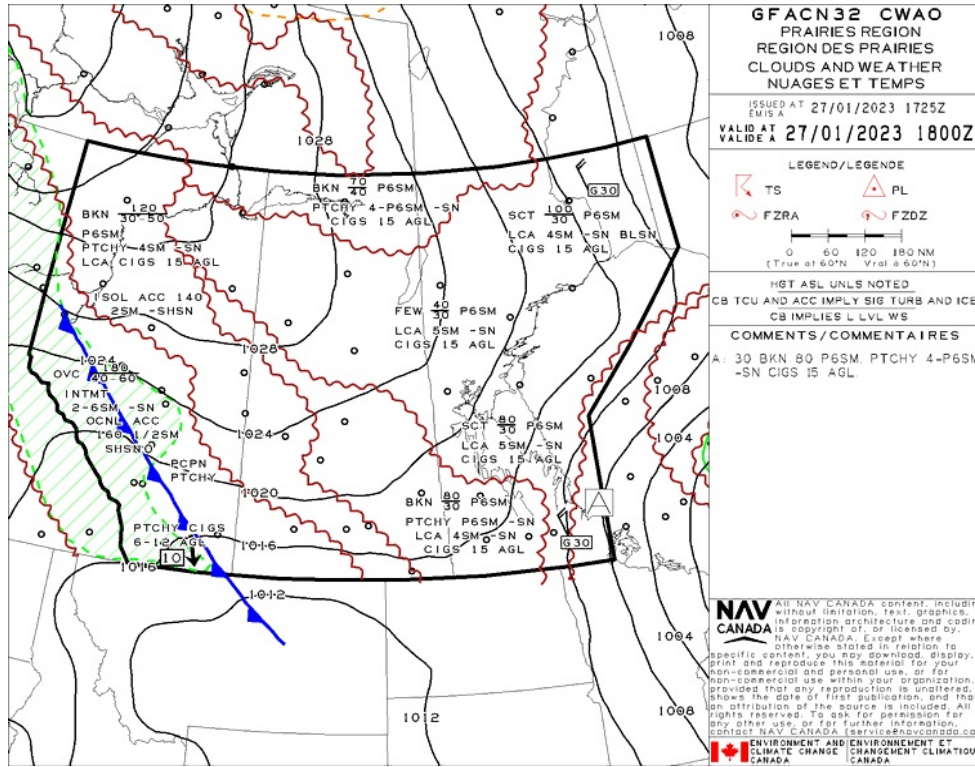 GFACN32 CWAO
PRAIRIES REGION
REGION DES PRAIRIES
CLOUDS AND WEATHER
NUAGES ET TEMPS
ISSUED AT
EMIS A
27/01/2023 1725Z
VALID AT
VALIDE A
27/01/2023 1800Z
LEGEND/LÉGENDE
TS
PL
FZRA
FZDZ
0 60 120 180 NM
(True at 60°N Vrai à 60°N)
HGT ASL UNLS NOTED
CB TCU AND ACC IMPLY SIG TURB AND ICE
CB IMPLIES L LVL WS
COMMENTS/COMMENTAIRES
A: 30 BKN 80 P6SM. PTCHY 4-P6SM
-SN CIGS 15 AGL.
NAV
CANADA
All NAV CANADA content, includin
without limitation, text, graphics,
information architecture and codin
is copyright of, or licensed by,
NAV CANADA. Except where
otherwise stated in relation to
specific content, you may download, display,
print and reproduce this material for your
non-commercial and personal use, or for
non-commercial use within your organization,
provided that any reproduction is unaltered,
shows the date of first publication, and tha
an attribution of the source is included. All
rights reserved. To ask for permission for
any other use, or for further information,
contact NAV CANADA (service@navcanada.ca
ENVIRONMENT AND
CLIMATE CHANGE
CANADA
ENVIRONNEMENT ET
CHANGEMENT CLIMATIQU
CANADA
1008
1028
BKN 70/40 P6SM
PTCHY 4-P6SM -SN
CIGS 15 AGL
G30
BKN 120/30-50
P6SM
PTCHY 4SM -SN
LCA CIGS 15 AGL
SCT 100/30 P6SM
LCA 4SM -SN BLSN
CIGS 15 AGL
ISOL ACC 140
2SM -SHSN
FEW 40/30 P6SM
LCA 5SM -SN
CIGS 15 AGL
1028
1024
OVC 180/40-60
INTMT
2-6SM -SN
OCNL ACC
160 1/2SM
SHSN
1008
1024
SCT 80/30 P6SM
LCA 5SM -SN
CIGS 15 AGL
1004
PCPN
PTCHY
1020
BKN 80/30 P6SM
PTCHY P6SM -SN
LCA 4SM -SN
CIGS 15 AGL
A
PTCHY CIGS
6-12 AGL
10
1016
G30
1016
1012
1004
1012
1008